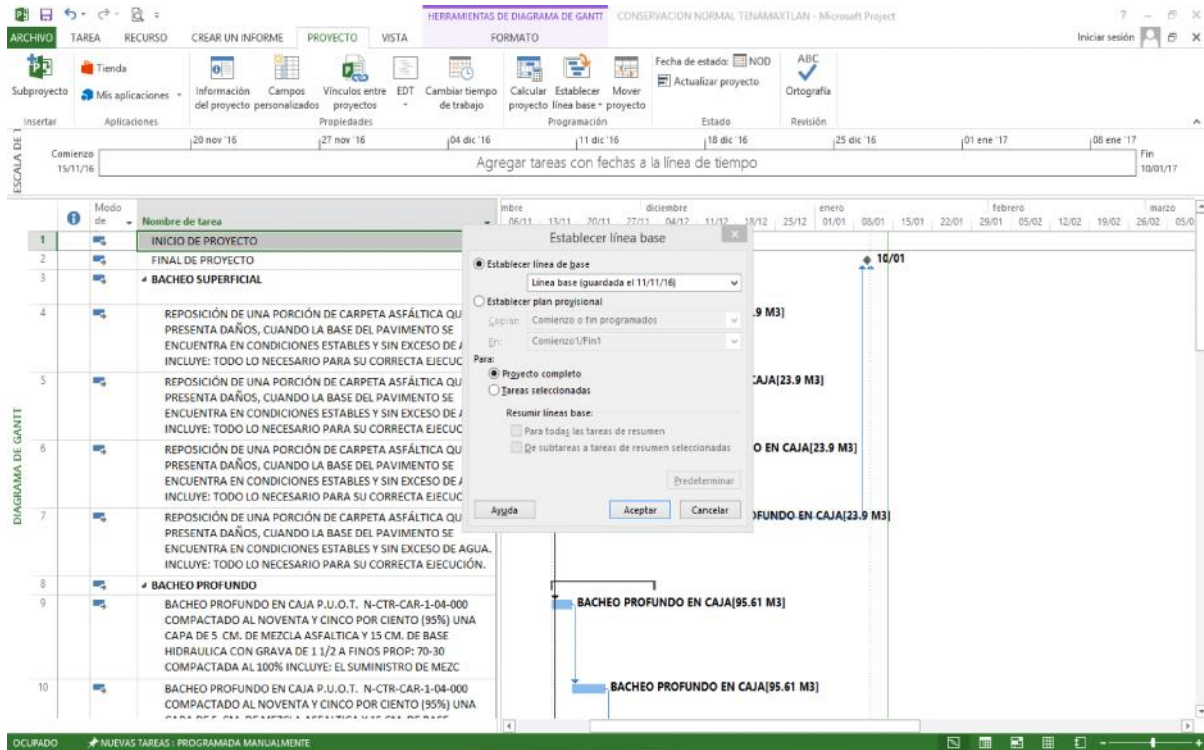 HERRAMIENTAS DE DIAGRAMA DE GANTT
CONSERVACION NORMAL TENAMAXTLAN - Microsoft Project
ARCHIVO TAREA RECURSO CREAR UN INFORME PROYECTO VISTA FORMATO
Iniciar sesión
Subproyecto
Tienda
Mis aplicaciones
Información del proyecto
Campos personalizados
Vínculos entre proyectos
EDT
Cambiar tiempo de trabajo
Calcular proyecto
Establecer línea base
Mover proyecto
Fecha de estado: NOD
Actualizar proyecto
ABC
Ortografía
Insertar Aplicaciones Propiedades Programación Estado Revisión
ESCALA DE T
20 nov '16 27 nov '16 04 dic '16 11 dic '16 18 dic '16 25 dic '16 01 ene '17 08 ene '17
Comienzo
15/11/16
Agregar tareas con fechas a la línea de tiempo
Fin
10/01/17
Modo de
Nombre de tarea
mbre diciembre enero febrero marzo
06/11 13/11 20/11 27/11 04/12 11/12 18/12 25/12 01/01 08/01 15/01 22/01 29/01 05/02 12/02 19/02 26/02 05/0
DIAGRAMA DE GANTT
1 INICIO DE PROYECTO
2 FINAL DE PROYECTO
10/01
3 BACHEO SUPERFICIAL
4 REPOSICIÓN DE UNA PORCIÓN DE CARPETA ASFÁLTICA QU
PRESENTA DAÑOS, CUANDO LA BASE DEL PAVIMENTO SE
ENCUENTRA EN CONDICIONES ESTABLES Y SIN EXCESO DE A
INCLUYE: TODO LO NECESARIO PARA SU CORRECTA EJECUC
.9 M3]
5 REPOSICIÓN DE UNA PORCIÓN DE CARPETA ASFÁLTICA QU
PRESENTA DAÑOS, CUANDO LA BASE DEL PAVIMENTO SE
ENCUENTRA EN CONDICIONES ESTABLES Y SIN EXCESO DE A
INCLUYE: TODO LO NECESARIO PARA SU CORRECTA EJECUC
CAJA[23.9 M3]
6 REPOSICIÓN DE UNA PORCIÓN DE CARPETA ASFÁLTICA QU
PRESENTA DAÑOS, CUANDO LA BASE DEL PAVIMENTO SE
ENCUENTRA EN CONDICIONES ESTABLES Y SIN EXCESO DE A
INCLUYE: TODO LO NECESARIO PARA SU CORRECTA EJECUC
O EN CAJA[23.9 M3]
7 REPOSICIÓN DE UNA PORCIÓN DE CARPETA ASFÁLTICA QU
PRESENTA DAÑOS, CUANDO LA BASE DEL PAVIMENTO SE
ENCUENTRA EN CONDICIONES ESTABLES Y SIN EXCESO DE AGUA.
INCLUYE: TODO LO NECESARIO PARA SU CORRECTA EJECUCIÓN.
OFUNDO EN CAJA[23.9 M3]
8 BACHEO PROFUNDO
9 BACHEO PROFUNDO EN CAJA P.U.O.T. N-CTR-CAR-1-04-000
COMPACTADO AL NOVENTA Y CINCO POR CIENTO (95%) UNA
CAPA DE 5 CM. DE MEZCLA ASFALTICA Y 15 CM. DE BASE
HIDRAULICA CON GRAVA DE 1 1/2 A FINOS PROP: 70-30
COMPACTADA AL 100% INCLUYE: EL SUMINISTRO DE MEZC
BACHEO PROFUNDO EN CAJA[95.61 M3]
10 BACHEO PROFUNDO EN CAJA P.U.O.T. N-CTR-CAR-1-04-000
COMPACTADO AL NOVENTA Y CINCO POR CIENTO (95%) UNA
CAPA DE 5 CM. DE MEZCLA ASFALTICA Y 15 CM. DE BASE
BACHEO PROFUNDO EN CAJA[95.61 M3]
Establecer línea base
Establecer línea de base
Línea base (guardada el 11/11/16)
Establecer plan provisional
Copiar: Comienzo o fin programados
En: Comienzo1/Fin1
Para:
Proyecto completo
Tareas seleccionadas
Resumir líneas base:
Para todas las tareas de resumen
De subtareas a tareas de resumen seleccionadas
Predeterminar
Ayuda Aceptar Cancelar
OCUPADO NUEVAS TAREAS : PROGRAMADA MANUALMENTE